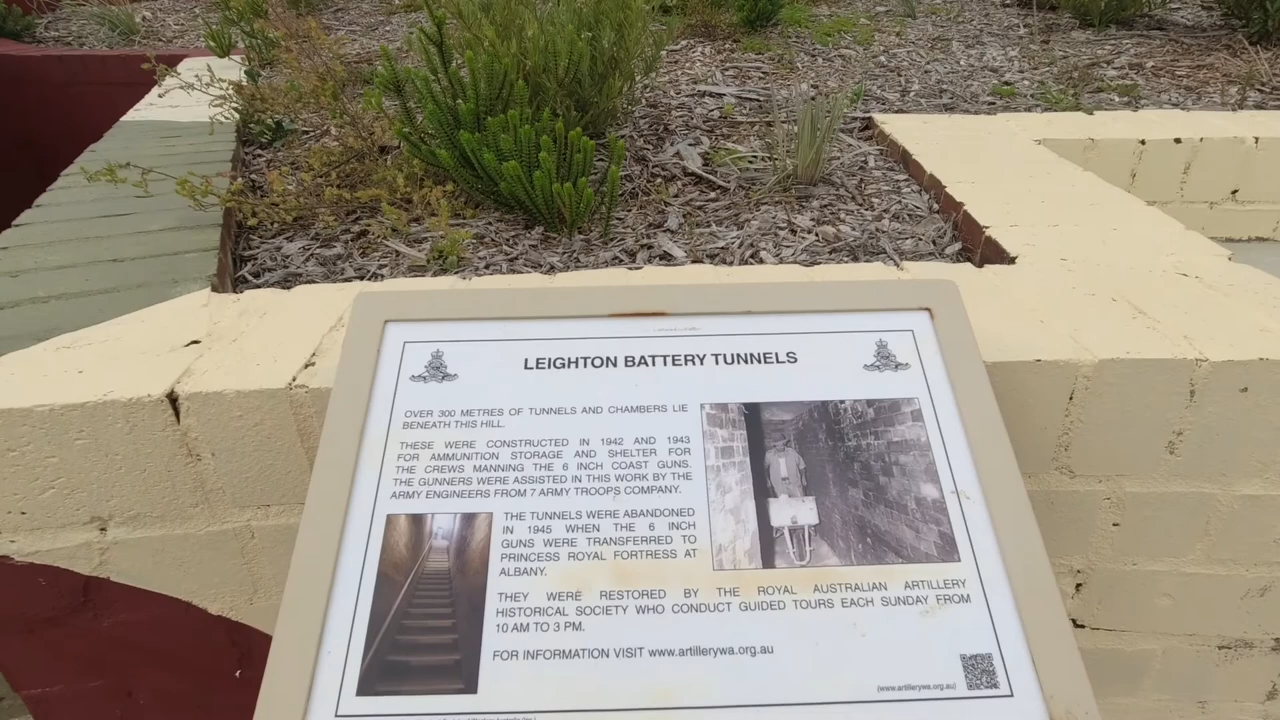 LEIGHTON BATTERY TUNNELS
OVER 300 METRES OF TUNNELS AND CHAMBERS LIE
BENEATH THIS HILL.
THESE WERE CONSTRUCTED IN 1942 AND 1943
FOR AMMUNITION STORAGE AND SHELTER FOR
THE CREWS MANNING THE 6 INCH COAST GUNS.
THE GUNNERS WERE ASSISTED IN THIS WORK BY THE
ARMY ENGINEERS FROM 7 ARMY TROOPS COMPANY.
THE TUNNELS WERE ABANDONED
IN 1945 WHEN THE 6 INCH
GUNS WERE TRANSFERRED TO
PRINCESS ROYAL FORTRESS AT
ALBANY.
THEY WERE RESTORED BY THE ROYAL AUSTRALIAN ARTILLERY
HISTORICAL SOCIETY WHO CONDUCT GUIDED TOURS EACH SUNDAY FROM
10 AM TO 3 PM.
FOR INFORMATION VISIT www.artillerywa.org.au
(www.artillerywa.org.au)